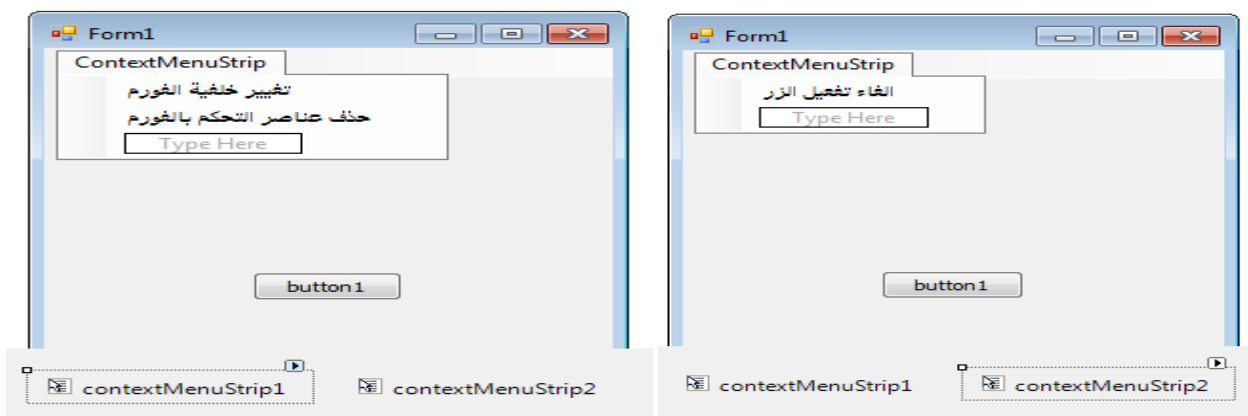 Form1
ContextMenuStrip
تغيير خلفية الفورم
حذف عناصر التحكم بالفورم
Type Here
button1
contextMenuStrip1
contextMenuStrip2
Form1
ContextMenuStrip
الغاء تفعيل الزر
Type Here
button1
contextMenuStrip1
contextMenuStrip2